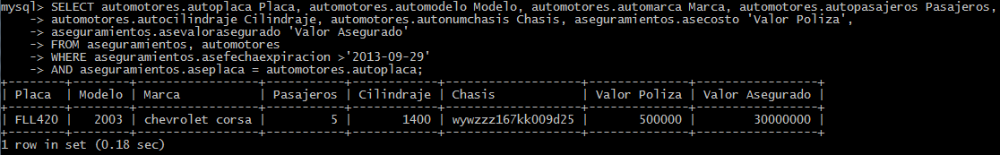 mysql> SELECT automotores.autoplaca Placa, automotores.automodelo Modelo, automotores.automarca Marca, automotores.autopasajeros Pasajeros,
    -> automotores.autocilindraje Cilindraje, automotores.autonumchasis Chasis, aseguramientos.asecosto 'Valor Poliza',
    -> aseguramientos.asevalorasegurado 'Valor Asegurado'
    -> FROM aseguramientos, automotores
    -> WHERE aseguramientos.asefechaexpiracion >'2013-09-29'
    -> AND aseguramientos.aseplaca = automotores.autoplaca;
+--------+--------+-----------------+-----------+------------+-------------------+--------------+-----------------+
| Placa  | Modelo | Marca           | Pasajeros | Cilindraje | Chasis            | Valor Poliza | Valor Asegurado |
+--------+--------+-----------------+-----------+------------+-------------------+--------------+-----------------+
| FLL420 |   2003 | chevrolet corsa |         5 |       1400 | wywzzz167kk009d25 |       500000 |        30000000 |
+--------+--------+-----------------+-----------+------------+-------------------+--------------+-----------------+
1 row in set (0.18 sec)